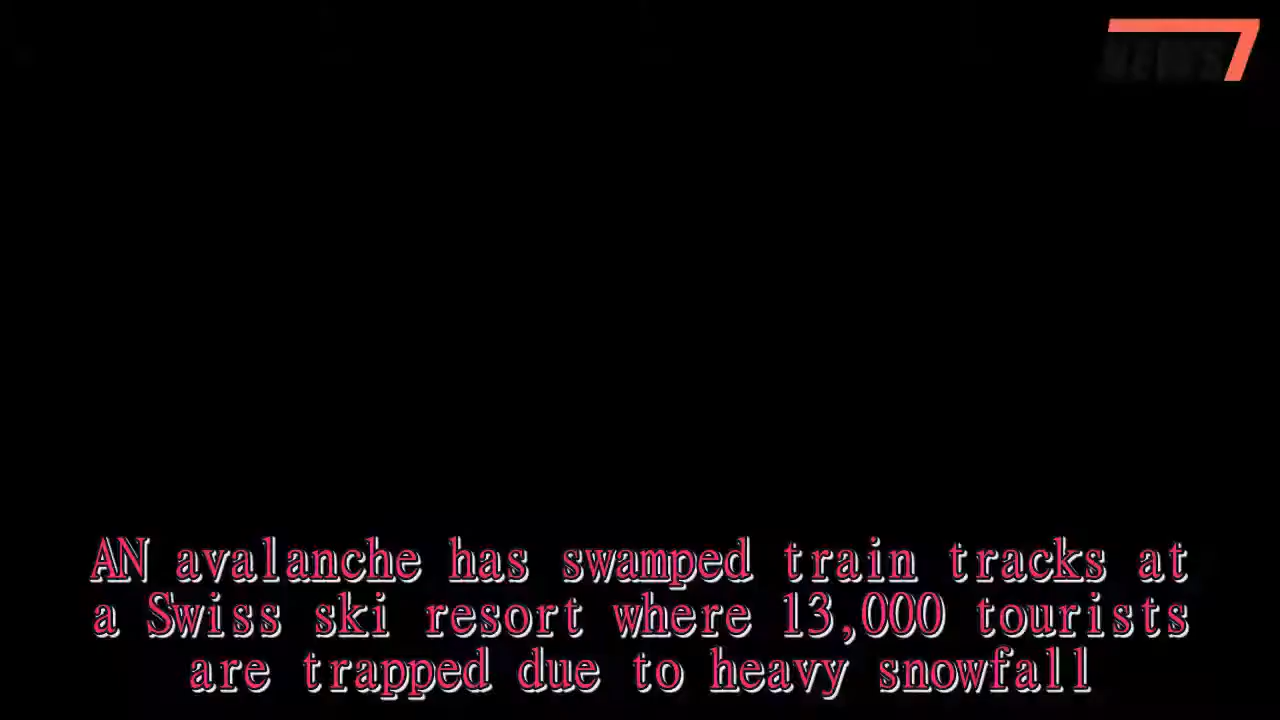 NEWS7
AN avalanche has swamped train tracks at
a Swiss ski resort where 13,000 tourists
are trapped due to heavy snowfall